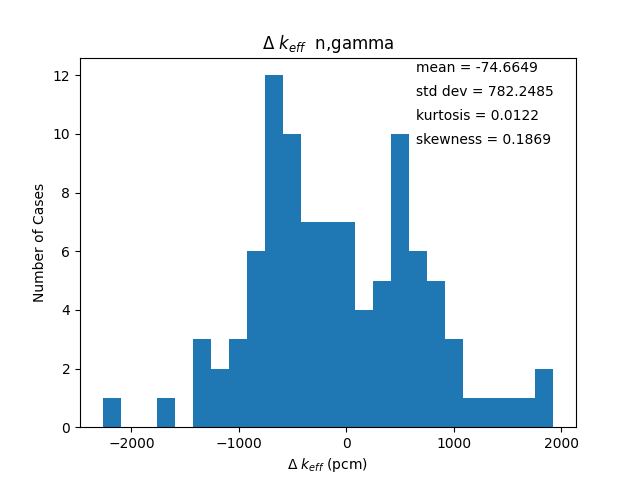 Δ k_eff n,gamma
mean = -74.6649
std dev = 782.2485
kurtosis = 0.0122
skewness = 0.1869
12
10
8
6
4
2
0
Number of Cases
−2000
−1000
0
1000
2000
Δ k_eff (pcm)